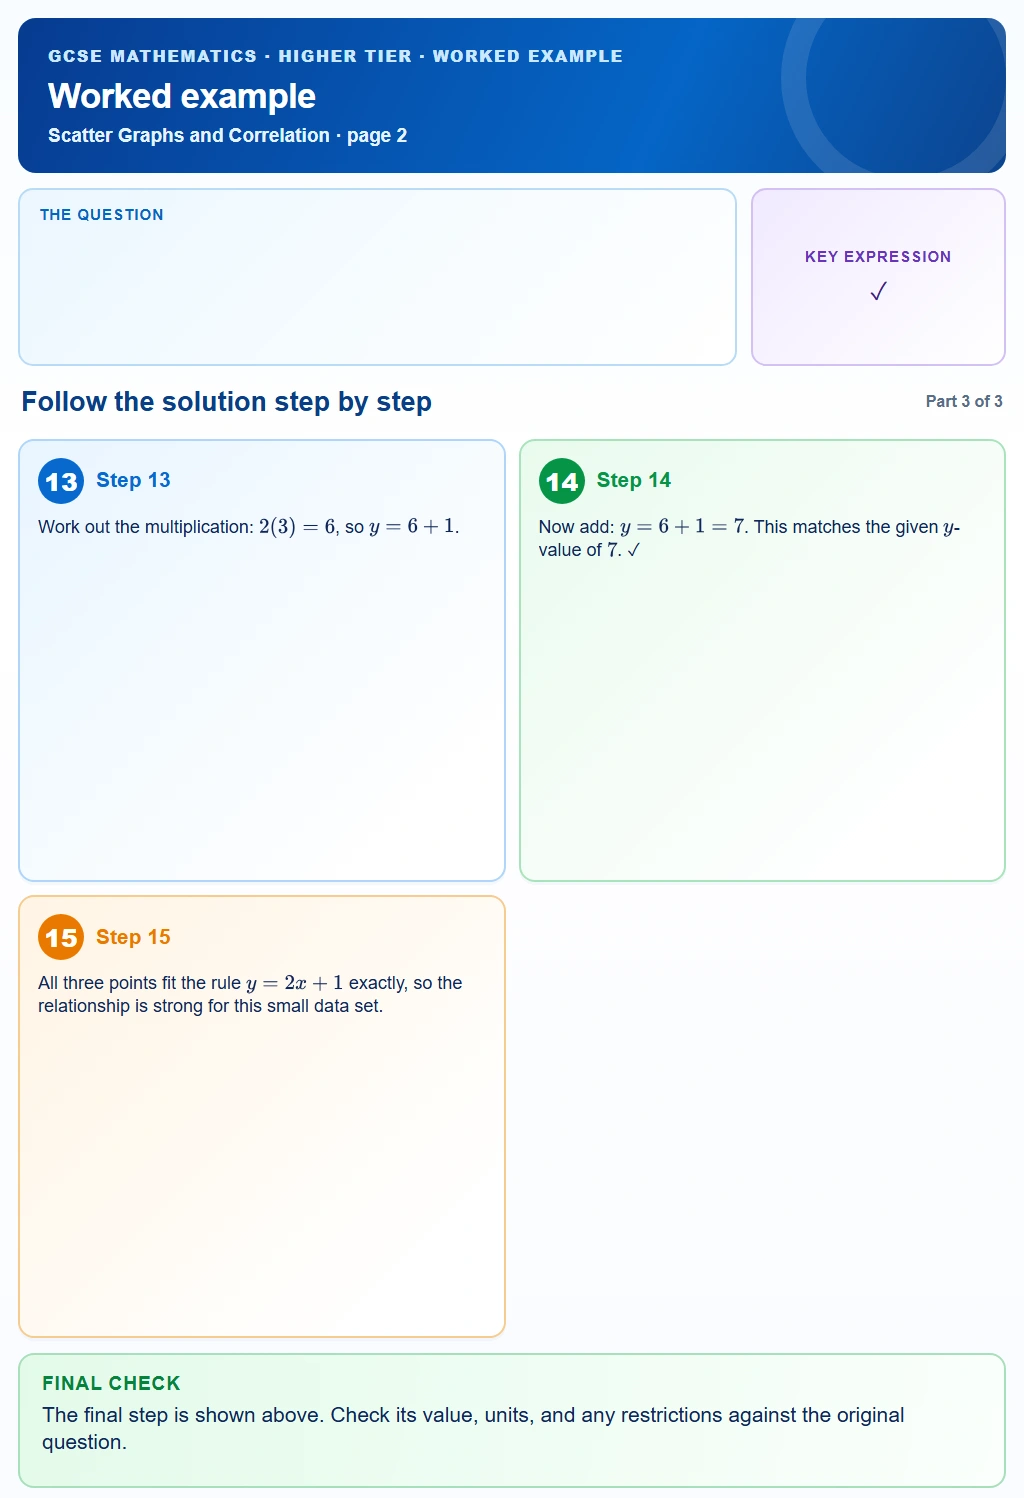 GCSE MATHEMATICS · HIGHER TIER · WORKED EXAMPLE
Worked example
Scatter Graphs and Correlation · page 2
THE QUESTION
KEY EXPRESSION
✓
Follow the solution step by step
Part 3 of 3
13 Step 13
Work out the multiplication: 2(3) = 6, so y = 6 + 1.
14 Step 14
Now add: y = 6 + 1 = 7. This matches the given y-
value of 7. ✓
15 Step 15
All three points fit the rule y = 2x + 1 exactly, so the
relationship is strong for this small data set.
FINAL CHECK
The final step is shown above. Check its value, units, and any restrictions against the original
question.